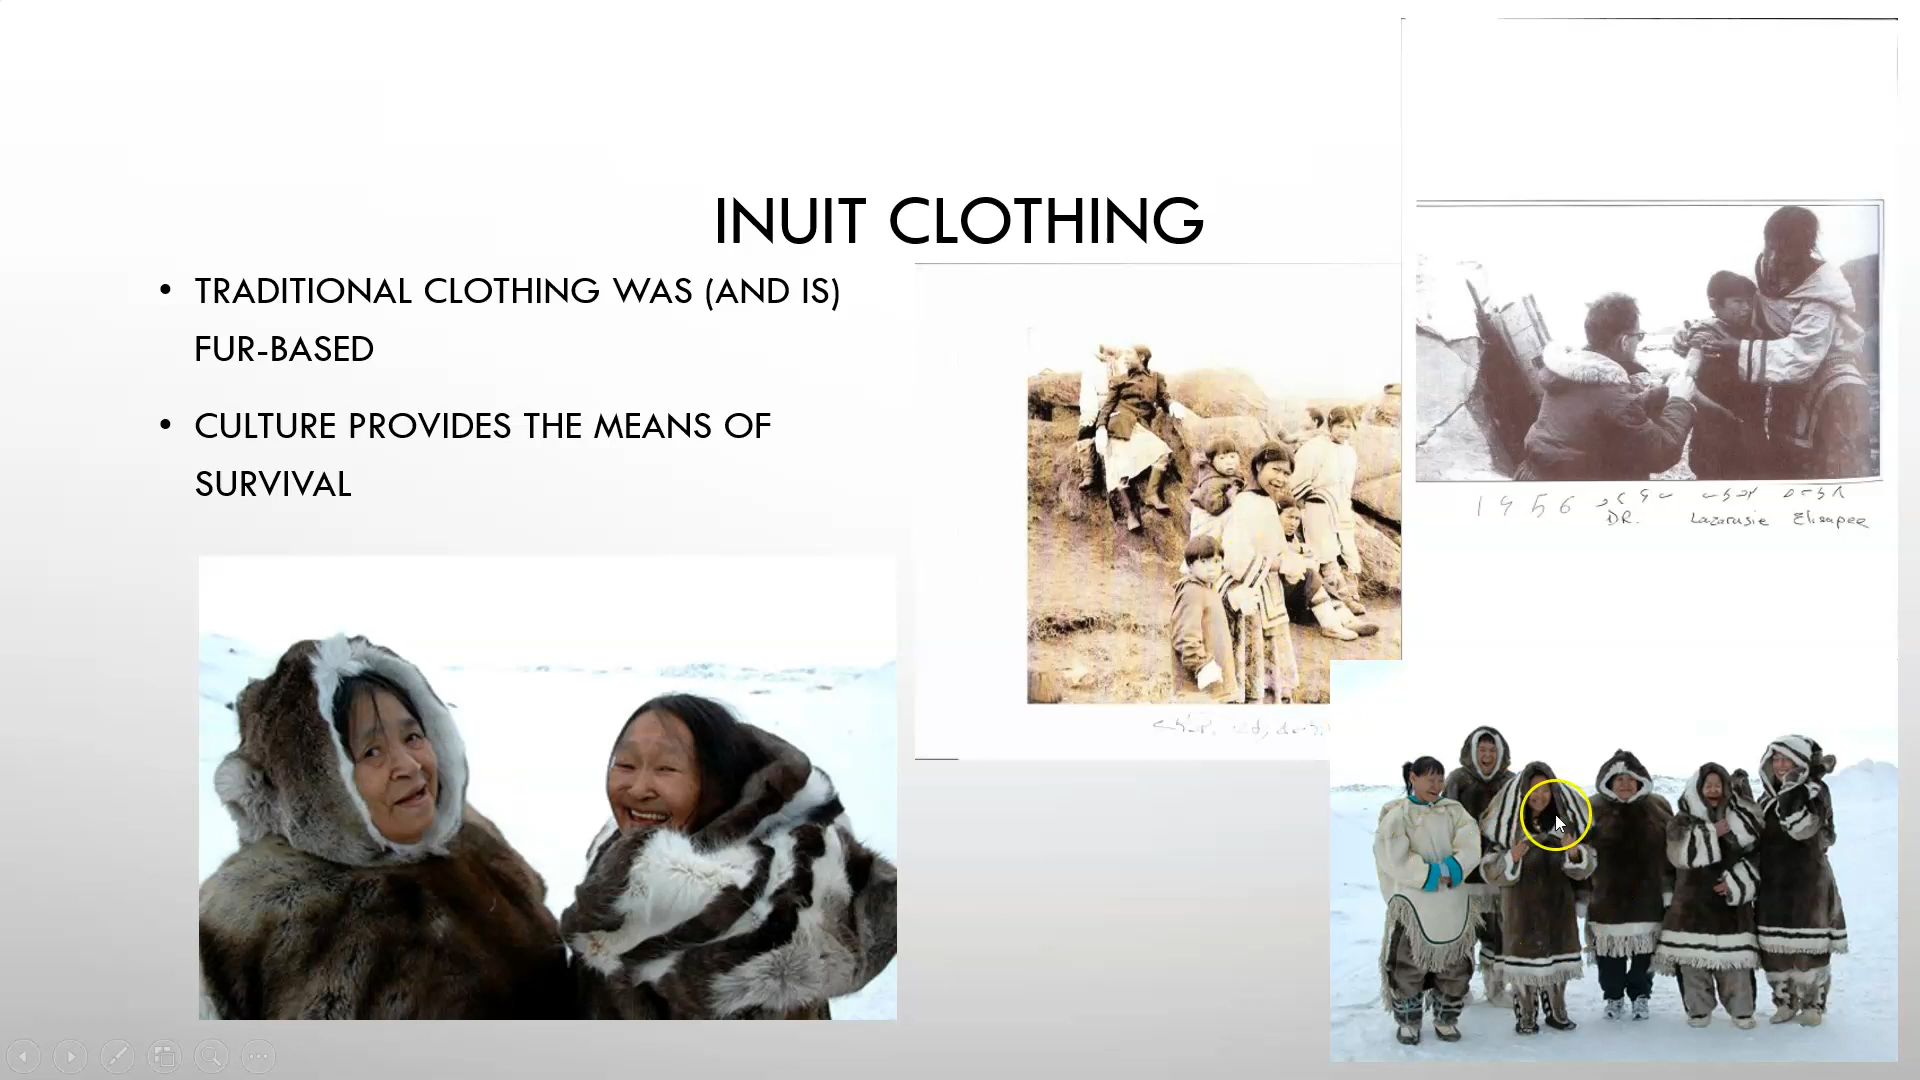 INUIT CLOTHING
• TRADITIONAL CLOTHING WAS (AND IS)
FUR-BASED
• CULTURE PROVIDES THE MEANS OF
SURVIVAL
1956
DR. Lazarusie Elisapee